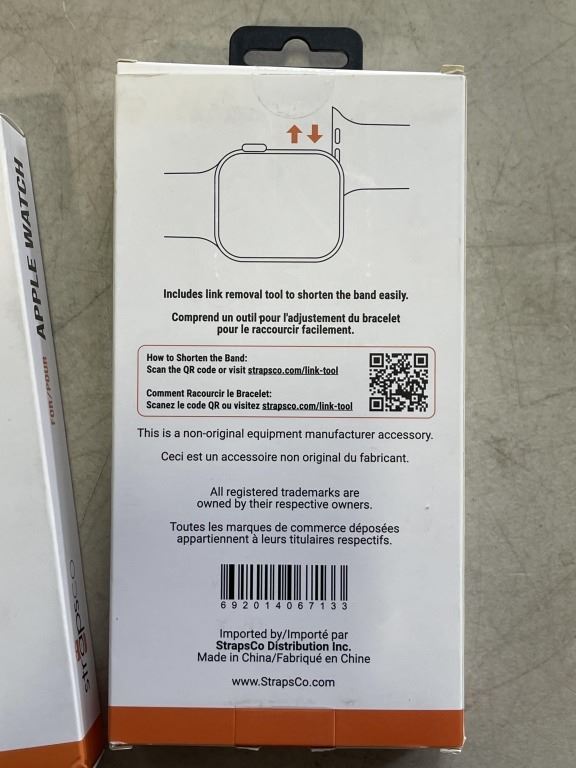 Includes link removal tool to shorten the band easily.
Comprend un outil pour l'adjustement du bracelet
pour le raccourcir facilement.
How to Shorten the Band:
Scan the QR code or visit strapsco.com/link-tool
Comment Racourcir le Bracelet:
Scanez le code QR ou visitez strapsco.com/link-tool
This is a non-original equipment manufacturer accessory.
Ceci est un accessoire non original du fabricant.
All registered trademarks are
owned by their respective owners.
Toutes les marques de commerce déposées
appartiennent à leurs titulaires respectifs.
692014067133
Imported by/Importé par
StrapsCo Distribution Inc.
Made in China/Fabriqué en Chine
www.StrapsCo.com
FOR/POUR APPLE WATCH
strapsco